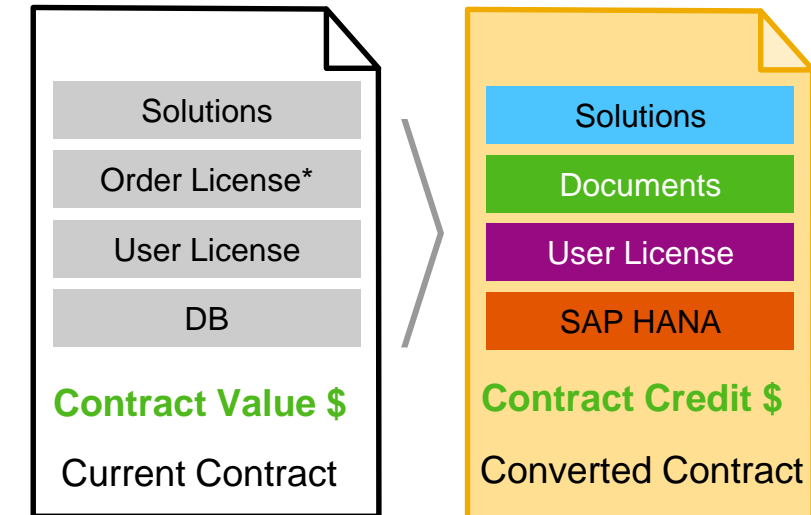 Solutions
Order License*
User License
DB
Contract Value $
Current Contract
Solutions
Documents
User License
SAP HANA
Contract Credit $
Converted Contract